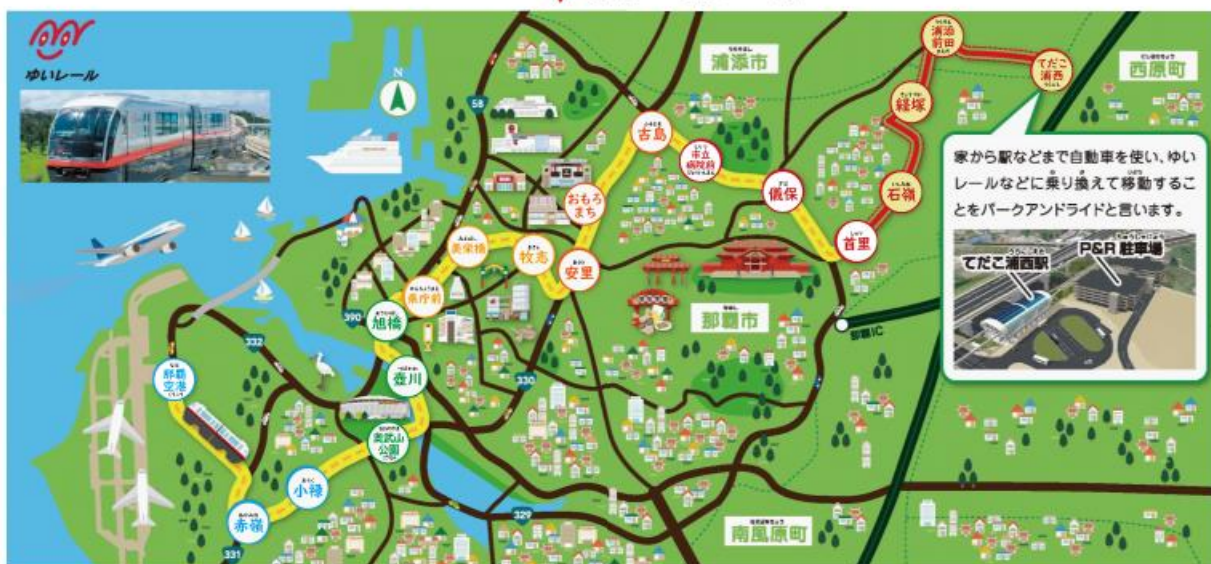 ゆいレール
N
58
浦添市
浦添
前田
てだこ
浦西
西原町
経塚
古島
市立
病院前
儀保
石嶺
首里
おもろ
まち
美栄橋
牧志
安里
県庁前
旭橋
390
那覇市
那覇IC
332
330
壺川
那覇
空港
奥武山
公園
小禄
赤嶺
329
331
南風原町
家から駅などまで自動車を使い、ゆい
レールなどに乗り換えて移動するこ
とをパークアンドライドと言います。
てだこ浦西駅
P&R 駐車場